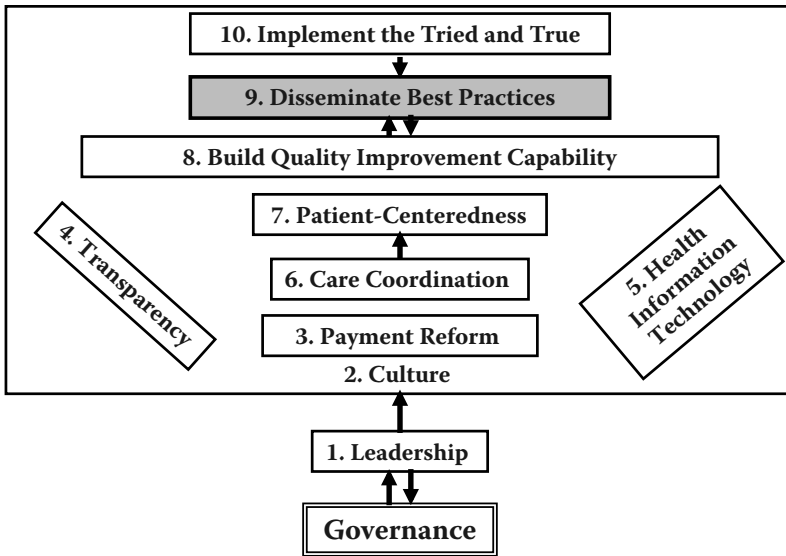 10. Implement the Tried and True
9. Disseminate Best Practices
8. Build Quality Improvement Capability
7. Patient-Centeredness
4. Transparency
5. Health
Information
Technology
6. Care Coordination
3. Payment Reform
2. Culture
1. Leadership
Governance